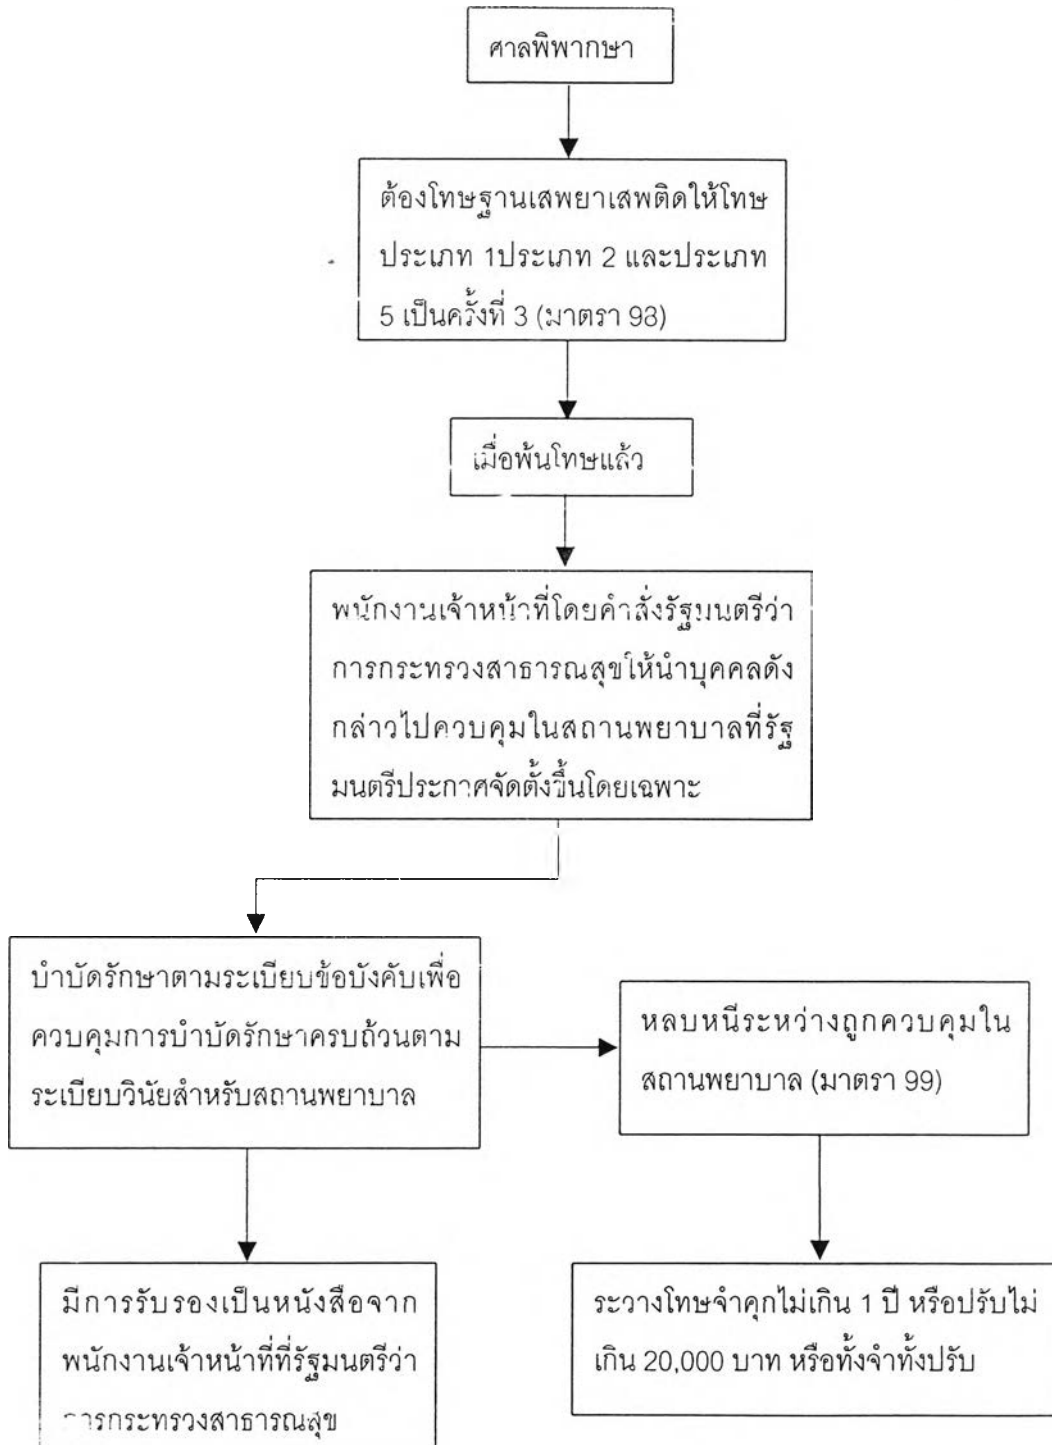 ศาลพิพากษา
ต้องโทษฐานเสพยาเสพติดให้โทษ
ประเภท 1ประเภท 2 และประเภท
5 เป็นครั้งที่ 3 (มาตรา 98)
เมื่อพ้นโทษแล้ว
พนักงานเจ้าหน้าที่โดยคำสั่งรัฐมนตรีว่า
การกระทรวงสาธารณสุขให้นำบุคคลดัง
กล่าวไปควบคุมในสถานพยาบาลที่รัฐ
มนตรีประกาศจัดตั้งขึ้นโดยเฉพาะ
บำบัดรักษาตามระเบียบข้อบังคับเพื่อ
ควบคุมการบำบัดรักษาครบถ้วนตาม
ระเบียบวินัยสำหรับสถานพยาบาล
หลบหนีระหว่างถูกควบคุมใน
สถานพยาบาล (มาตรา 99)
มีการรับรองเป็นหนังสือจาก
พนักงานเจ้าหน้าที่ที่รัฐมนตรีว่า
การกระทรวงสาธารณสุข
ระวางโทษจำคุกไม่เกิน 1 ปี หรือปรับไม่
เกิน 20,000 บาท หรือทั้งจำทั้งปรับ